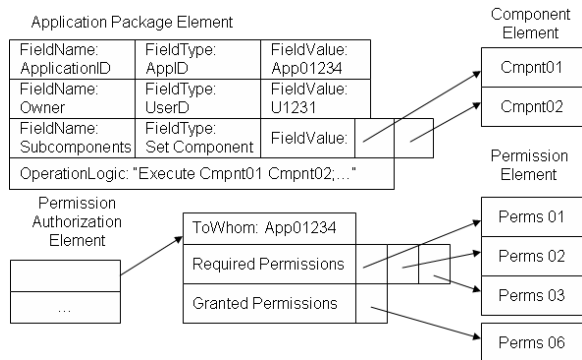 Application Package Element
FieldName:
ApplicationID
FieldType:
AppID
FieldValue:
App01234
FieldName:
Owner
FieldType:
UserD
FieldValue:
U1231
FieldName:
Subcomponents
FieldType:
Set Component
FieldValue:
OperationLogic: "Execute Cmpnt01 Cmpnt02;..."
Component
Element
Cmpnt01
Cmpnt02
Permission
Authorization
Element
...
ToWhom: App01234
Required Permissions
Granted Permissions
Permission
Element
Perms 01
Perms 02
Perms 03
Perms 06